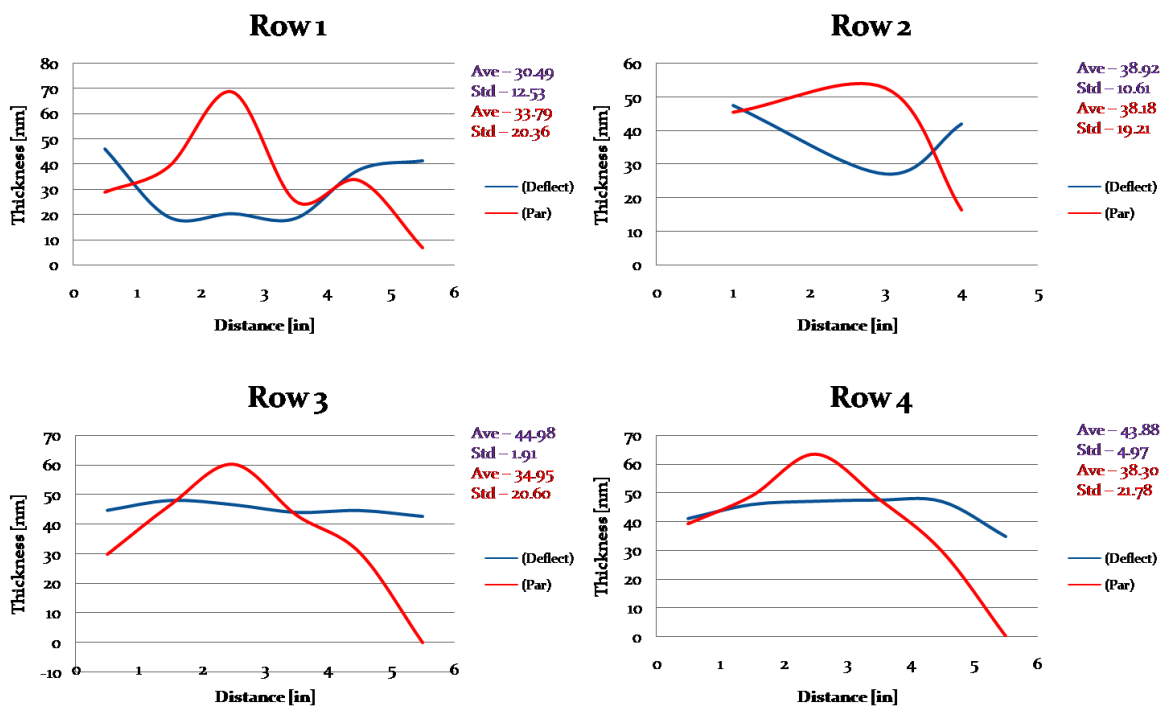 Row 1
80
70
60
50
40
30
20
10
0
Thickness [nm]
0 1 2 3 4 5 6
Distance [in]
Ave – 30.49
Std – 12.53
Ave – 33.79
Std – 20.36
(Deflect)
(Par)
Row 2
60
50
40
30
20
10
0
Thickness [nm]
0 1 2 3 4 5
Distance [in]
Ave – 38.92
Std – 10.61
Ave – 38.18
Std – 19.21
(Deflect)
(Par)
Row 3
70
60
50
40
30
20
10
0
-10
Thickness [nm]
0 1 2 3 4 5 6
Distance [in]
Ave – 44.98
Std – 1.91
Ave – 34.95
Std – 20.60
(Deflect)
(Par)
Row 4
70
60
50
40
30
20
10
0
Thickness [nm]
0 1 2 3 4 5 6
Distance [in]
Ave – 43.88
Std – 4.97
Ave – 38.30
Std – 21.78
(Deflect)
(Par)